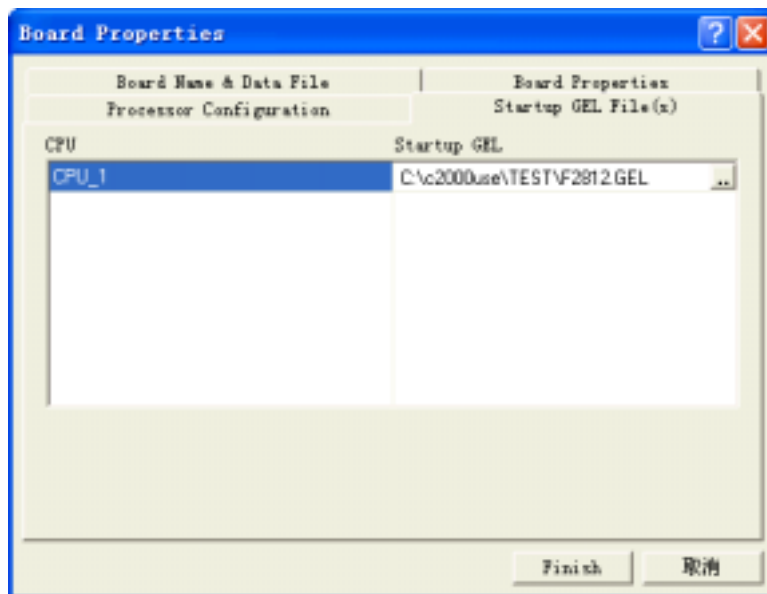 Board Properties
Board Name & Data File
Board Properties
Processor Configuration
Startup GEL File(s)
CPU
Startup GEL
CPU_1
C:\c2000use\TEST\F2812.GEL
..
Finish
取消